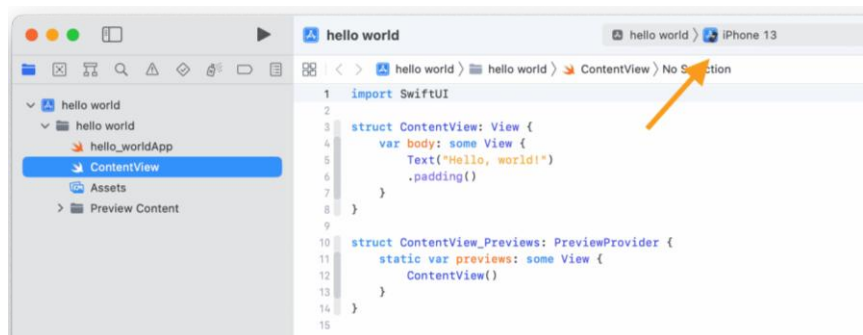 hello world
hello world 〉 iPhone 13
hello world 〉 hello world 〉 ContentView 〉 No
hello world
hello world
hello_worldApp
ContentView
Assets
Preview Content
1 import SwiftUI
2
3 struct ContentView: View {
4 var body: some View {
5 Text("Hello, world!")
6 .padding()
7 }
8 }
9
10 struct ContentView_Previews: PreviewProvider {
11 static var previews: some View {
12 ContentView()
13 }
14 }
15